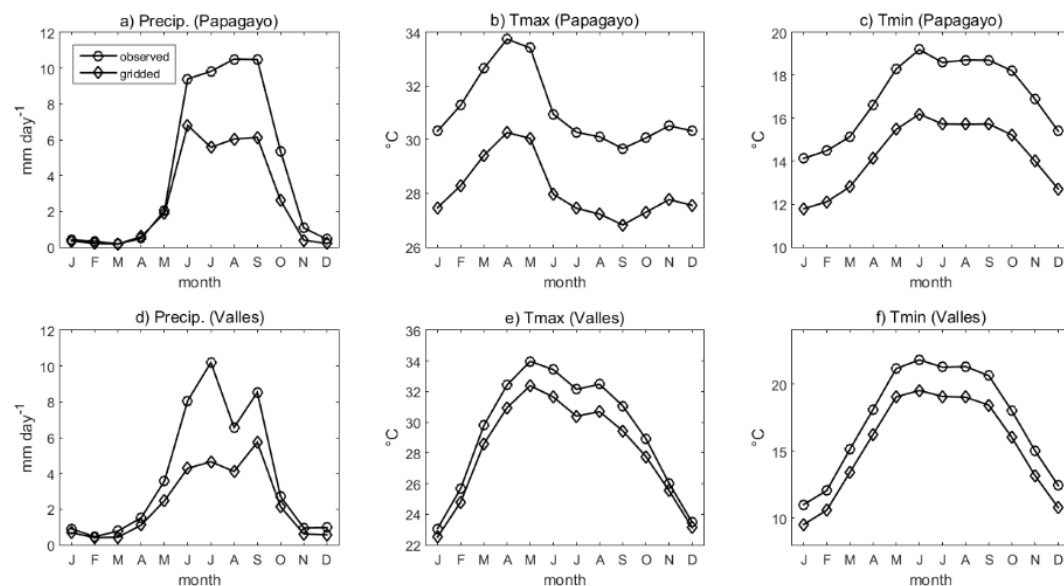 a) Precip. (Papagayo)
b) Tmax (Papagayo)
c) Tmin (Papagayo)
12
10
8
6
4
2
0
mm day⁻¹
observed
gridded
J F M A M J J A S O N D
month
34
32
30
28
26
°C
J F M A M J J A S O N D
month
20
18
16
14
12
10
°C
J F M A M J J A S O N D
month
d) Precip. (Valles)
e) Tmax (Valles)
f) Tmin (Valles)
12
10
8
6
4
2
0
mm day⁻¹
J F M A M J J A S O N D
month
36
34
32
30
28
26
24
22
°C
J F M A M J J A S O N D
month
20
15
10
°C
J F M A M J J A S O N D
month